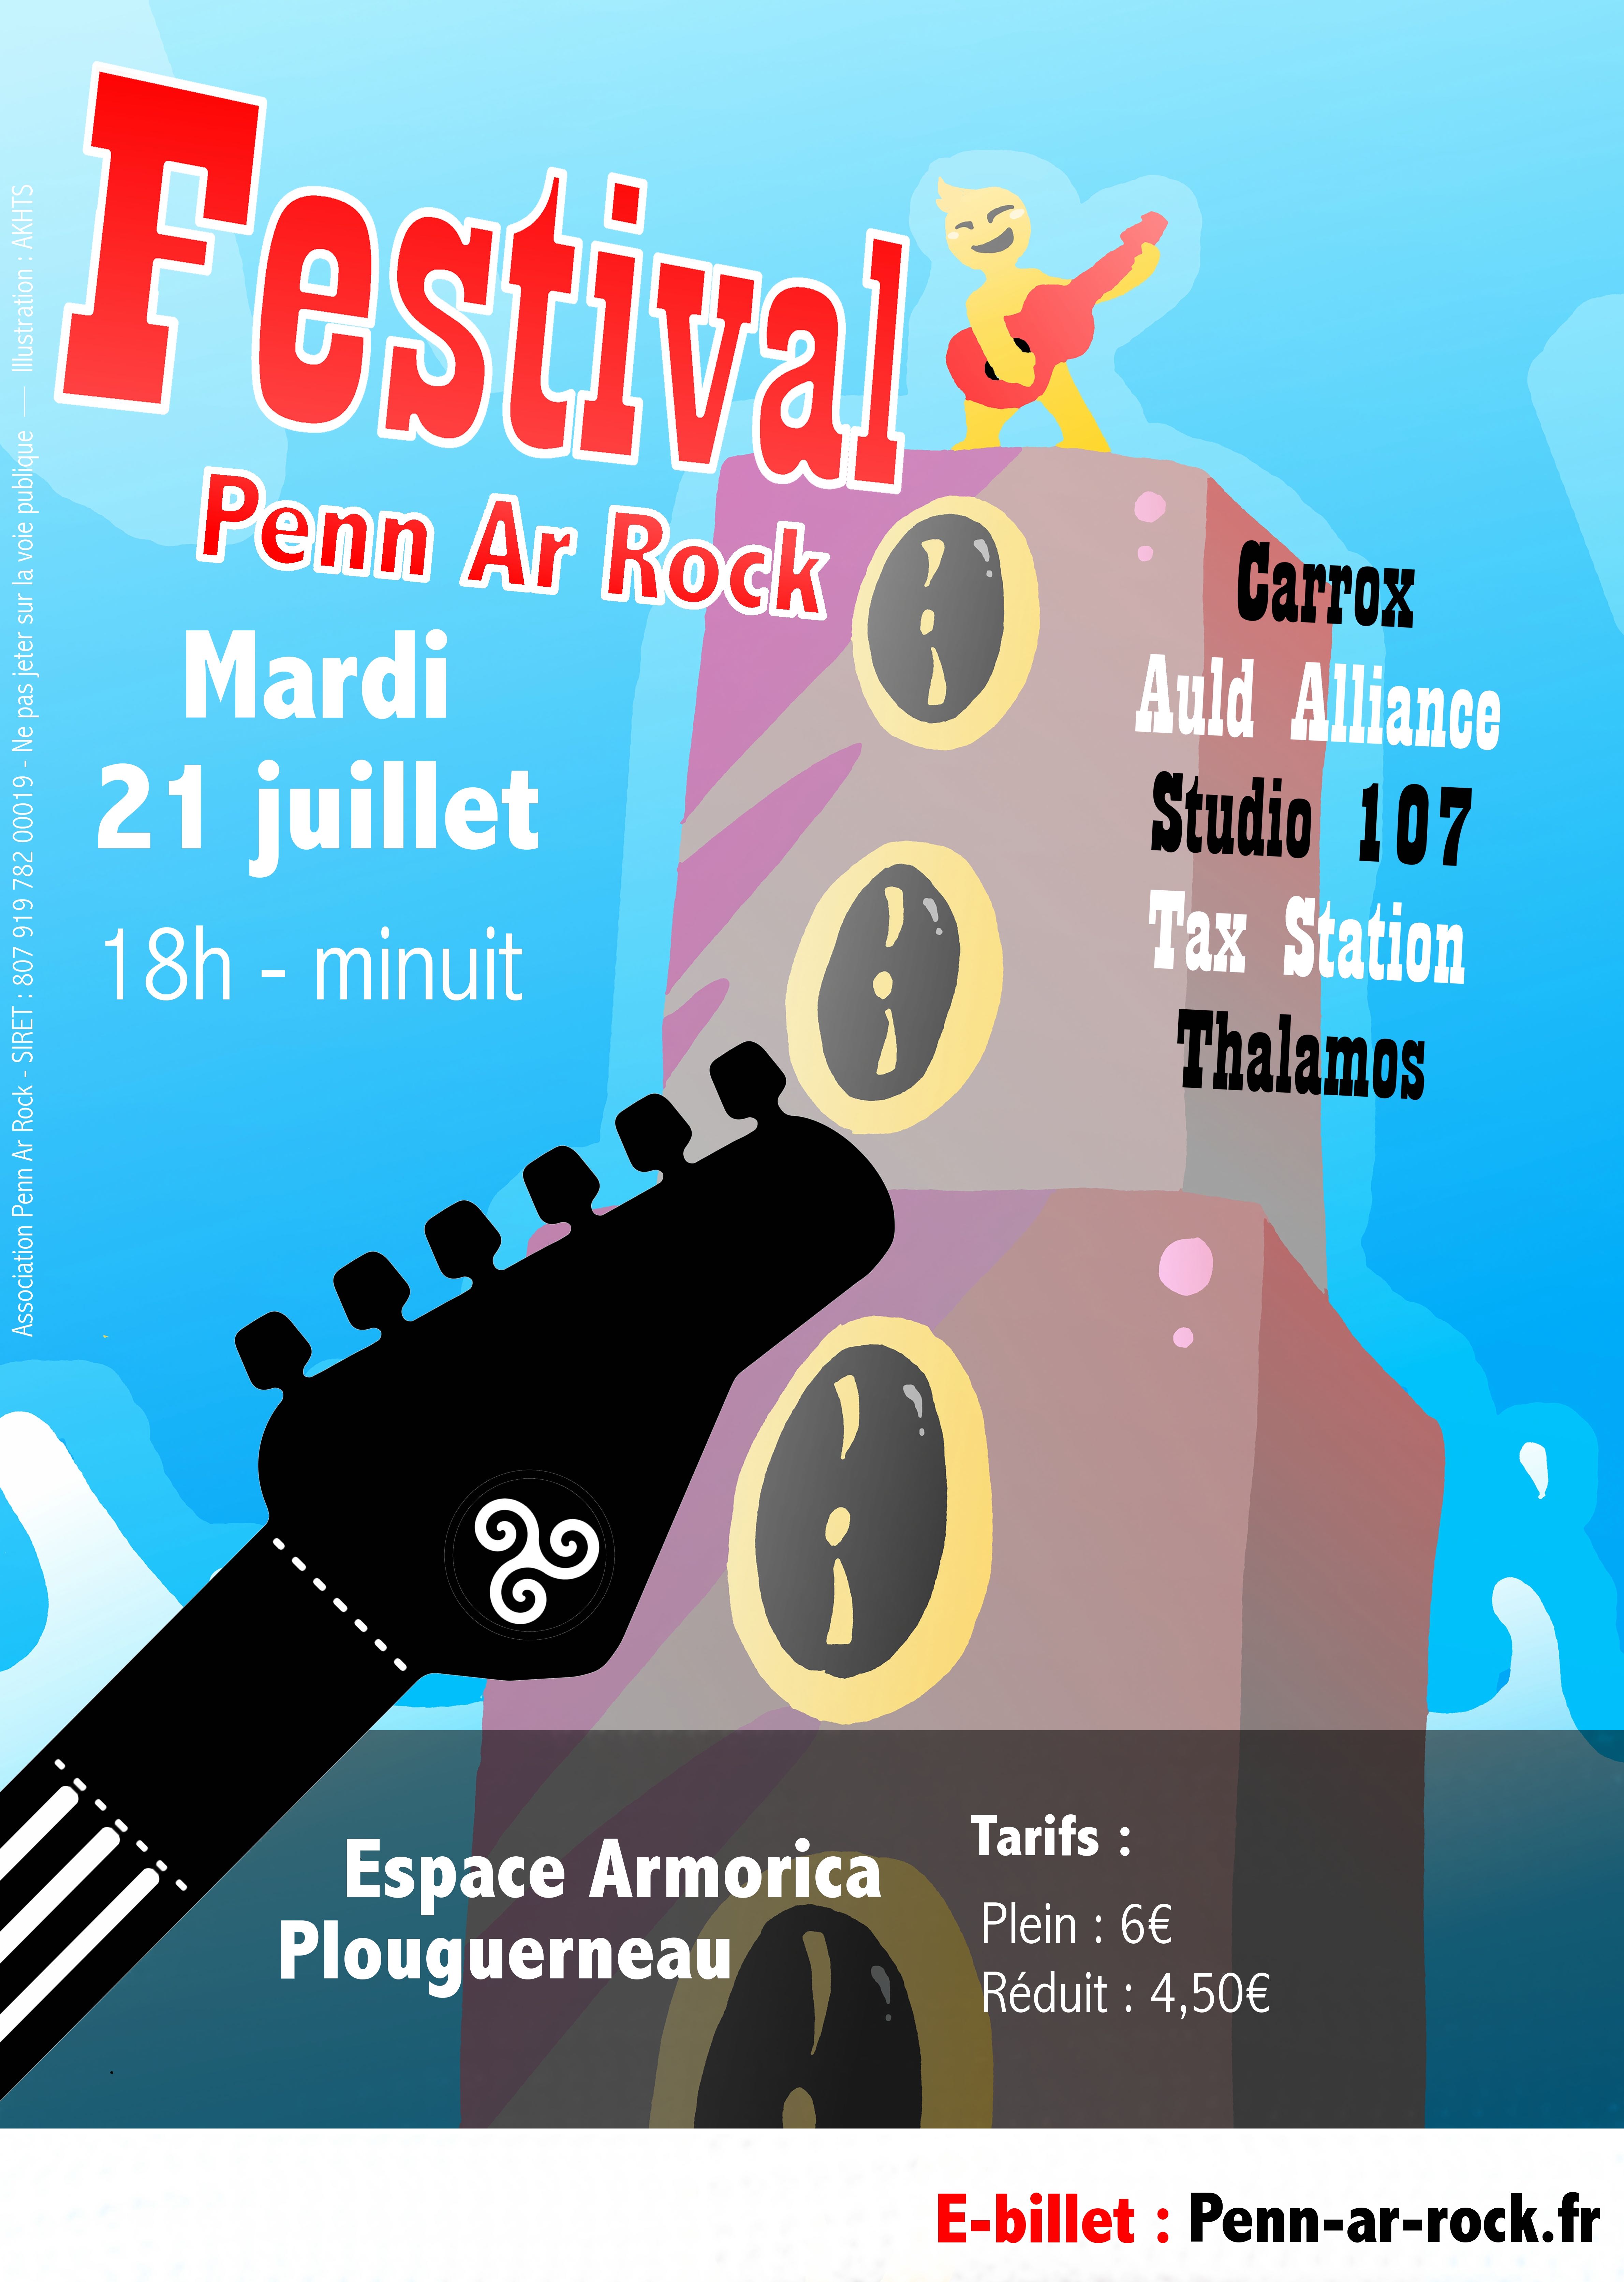 Festival
Penn Ar Rock
Mardi
21 juillet
18h - minuit
Carrox
Auld Alliance
Studio 107
Tax Station
Thalamos
Association Penn Ar Rock - SIRET : 807 919 782 00019 - Ne pas jeter sur la voie publique — Illustration : AKHTS
Espace Armorica
Plouguerneau
Tarifs :
Plein : 6€
Réduit : 4,50€
E-billet : Penn-ar-rock.fr